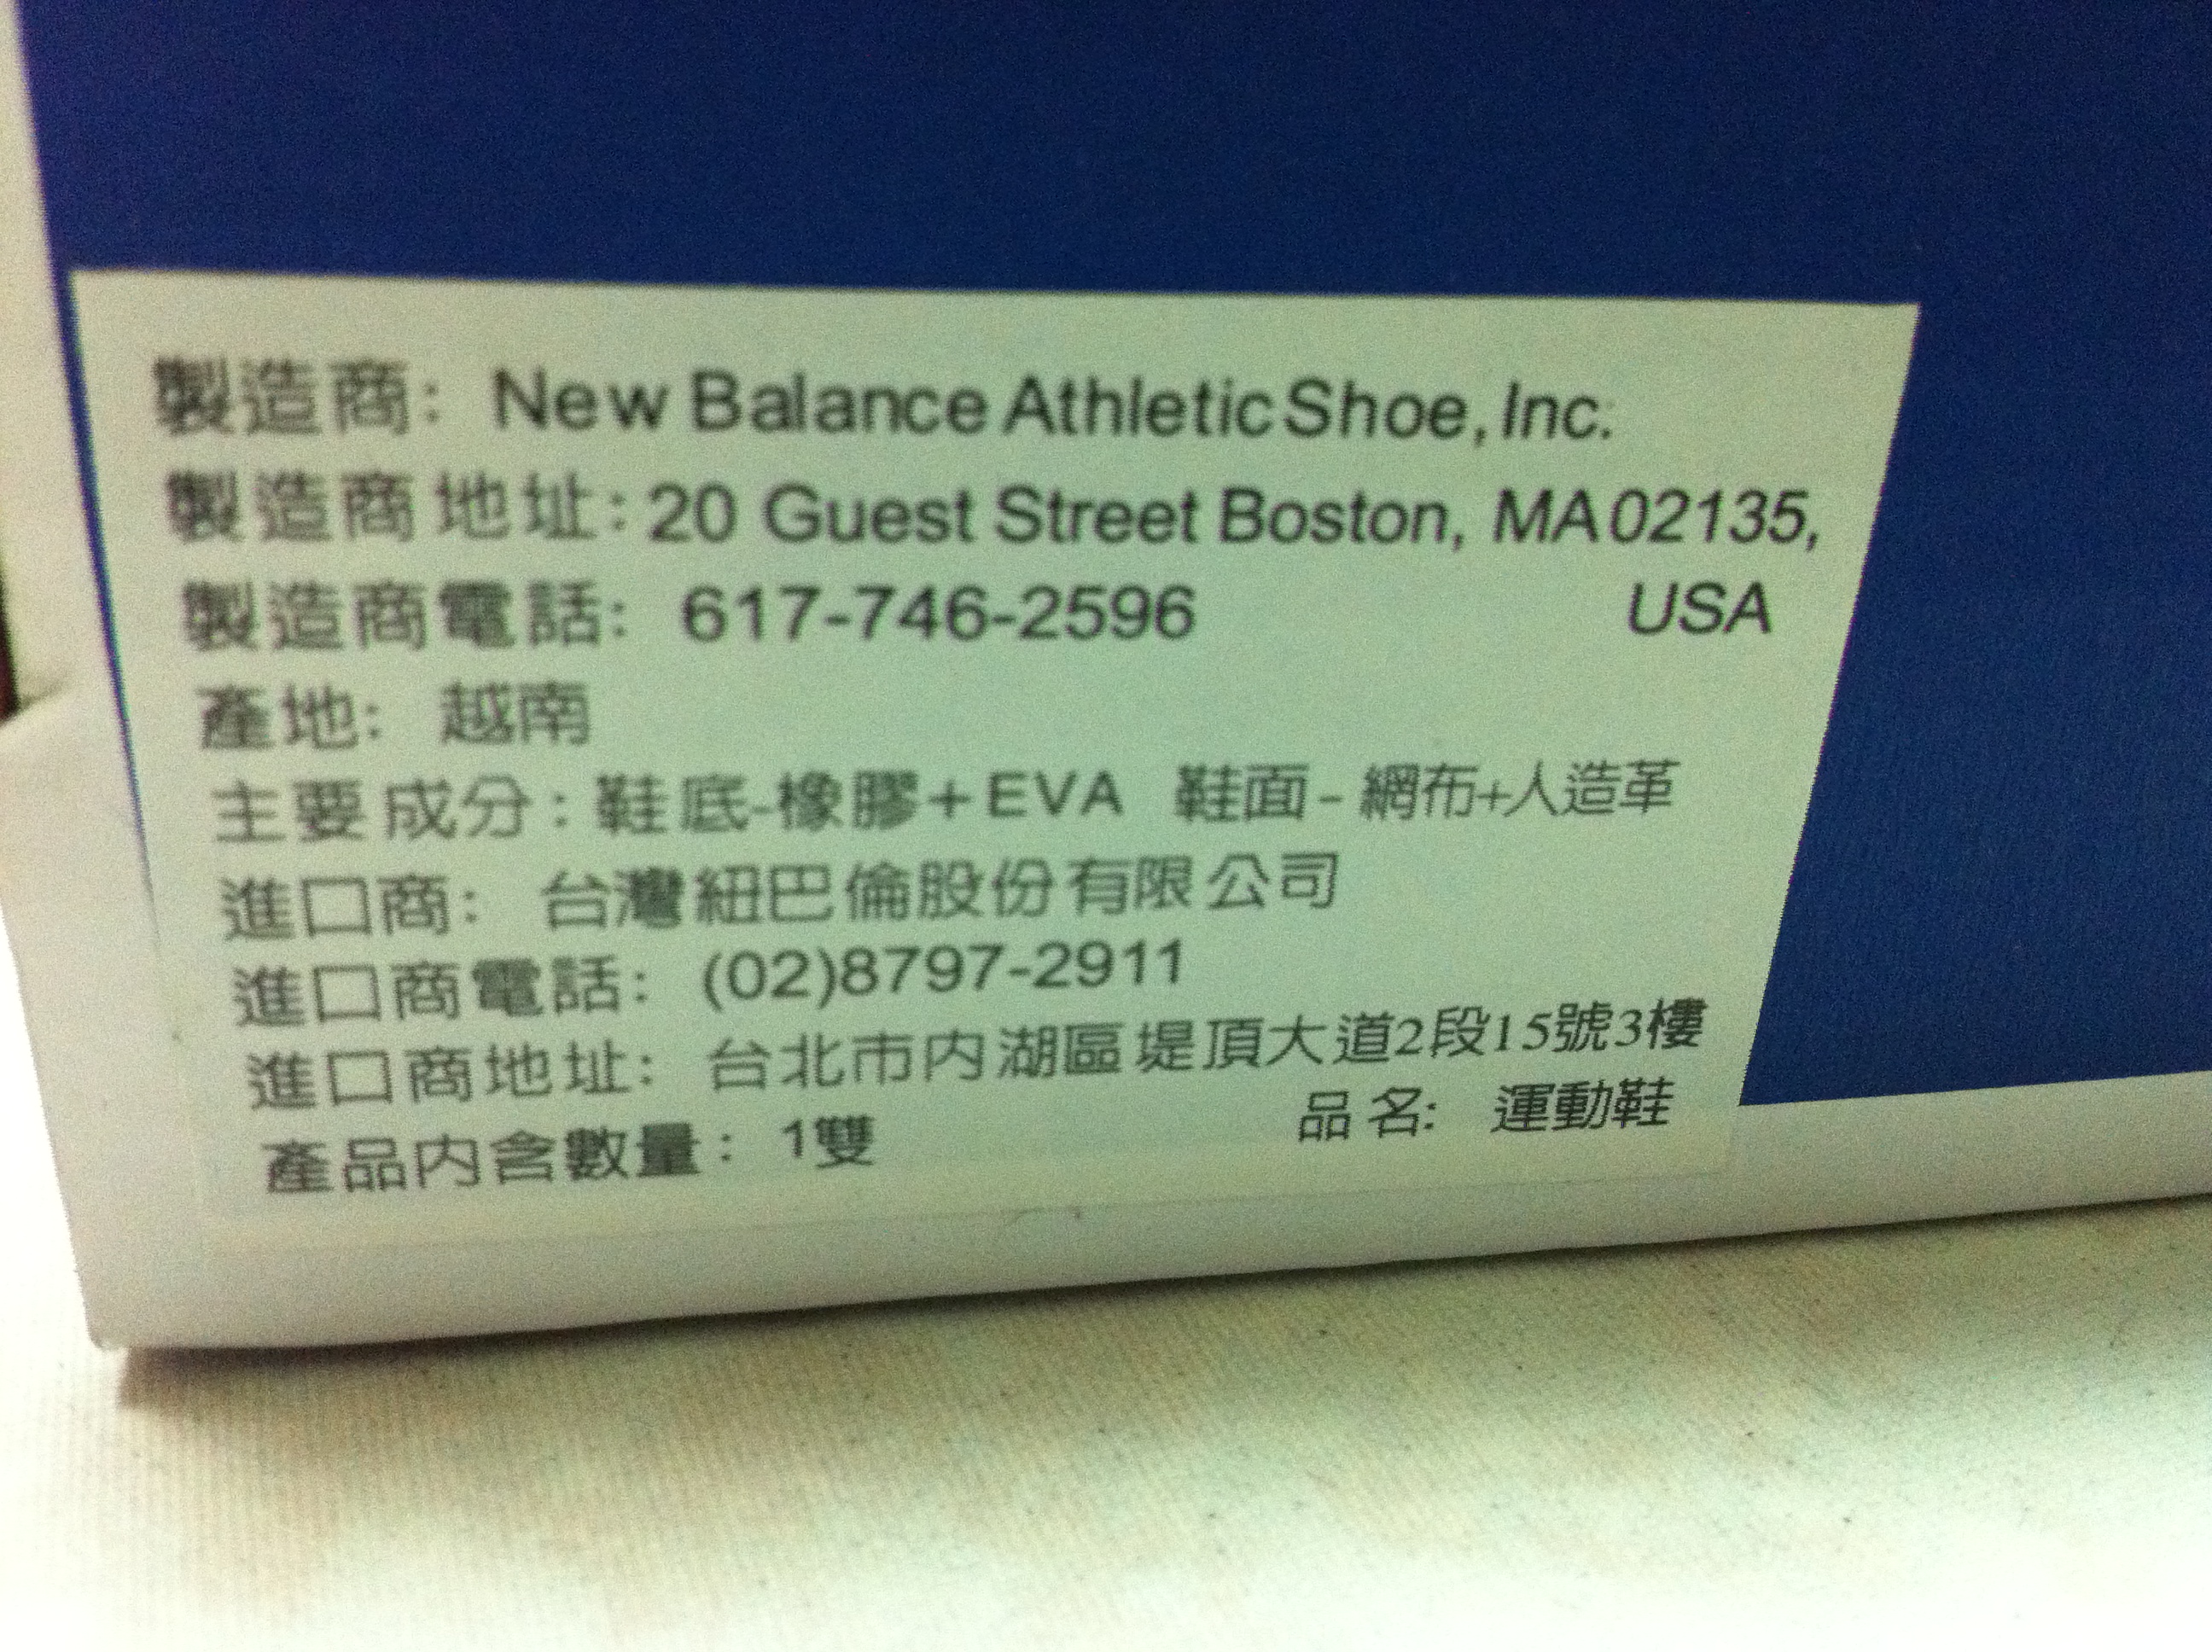 製造商: New Balance Athletic Shoe, Inc.
製造商地址: 20 Guest Street Boston, MA 02135,
USA
製造商電話: 617-746-2596
產地: 越南
主要成分: 鞋底-橡膠+EVA 鞋面-網布+人造革
進口商: 台灣紐巴倫股份有限公司
進口商電話: (02)8797-2911
進口商地址: 台北市內湖區堤頂大道2段15號3樓
產品內含數量: 1雙 品名: 運動鞋